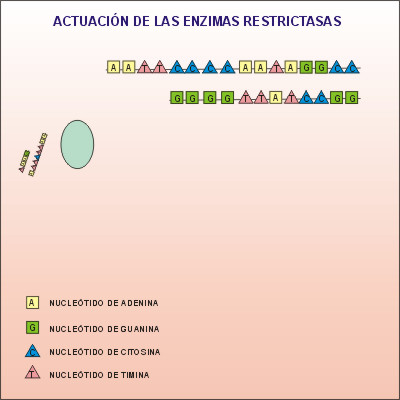 ACTUACIÓN DE LAS ENZIMAS RESTRICTASAS
A A T T C C C C A A T A G G C C
G G G G T T A T C C G G
A NUCLEÓTIDO DE ADENINA
G NUCLEÓTIDO DE GUANINA
C NUCLEÓTIDO DE CITOSINA
T NUCLEÓTIDO DE TIMINA